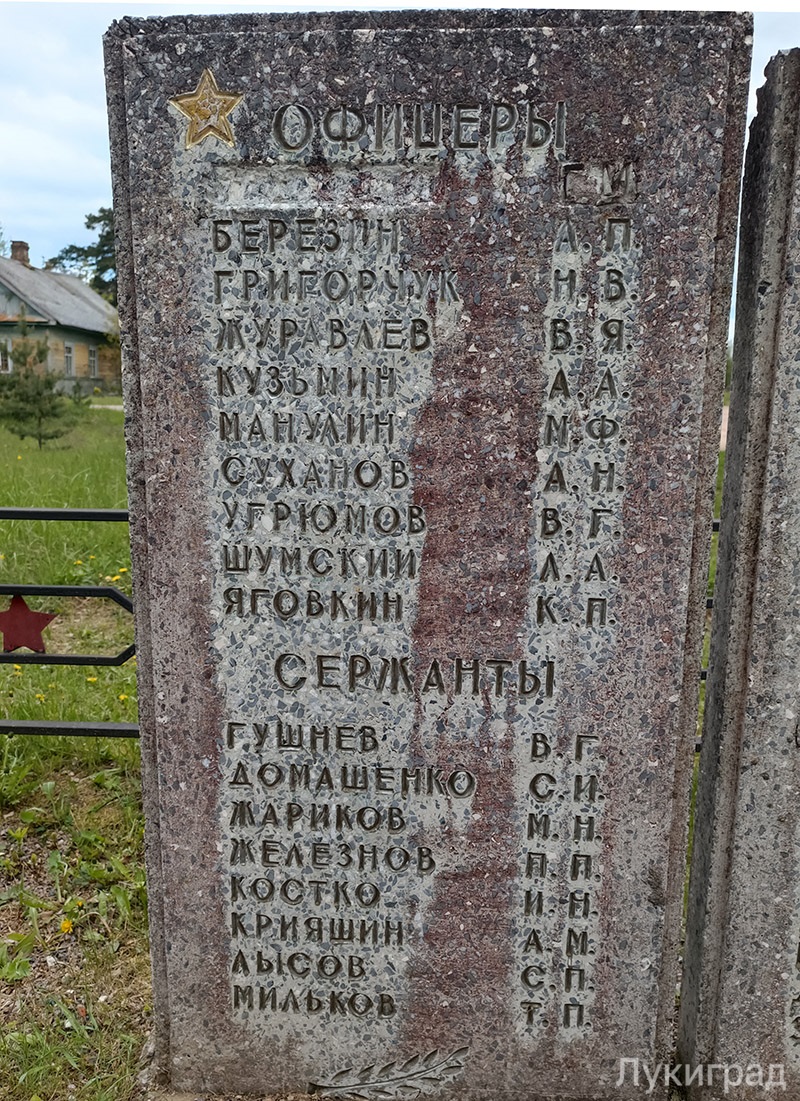 ОФИЦЕРЫ
Г. М.
БЕРЕЗИН А. П.
ГРИГОРЧУК Н. В.
ЖУРАВЛЕВ В. Я.
КУЗЬМИН А. А.
МАНУЛИН М. Ф.
СУХАНОВ А. Н.
УГРЮМОВ В. Г.
ШУМСКИЙ Л. А.
ЯГОВКИН К. П.
СЕРЖАНТЫ
ГУШНЕВ В. Г.
ДОМАШЕНКО С. И.
ЖАРИКОВ М. Н.
ЖЕЛЕЗНОВ П. П.
КОСТКО И. Н.
КРИЯШИН А. М.
ЛЫСОВ С. П.
МИЛЬКОВ Т. П.
Лукиград